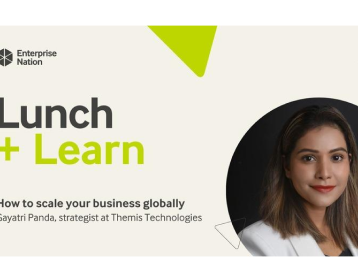 Enterprise
Nation
Lunch
+ Learn
How to scale your business globally
Gayatri Panda, strategist at Themis Technologies